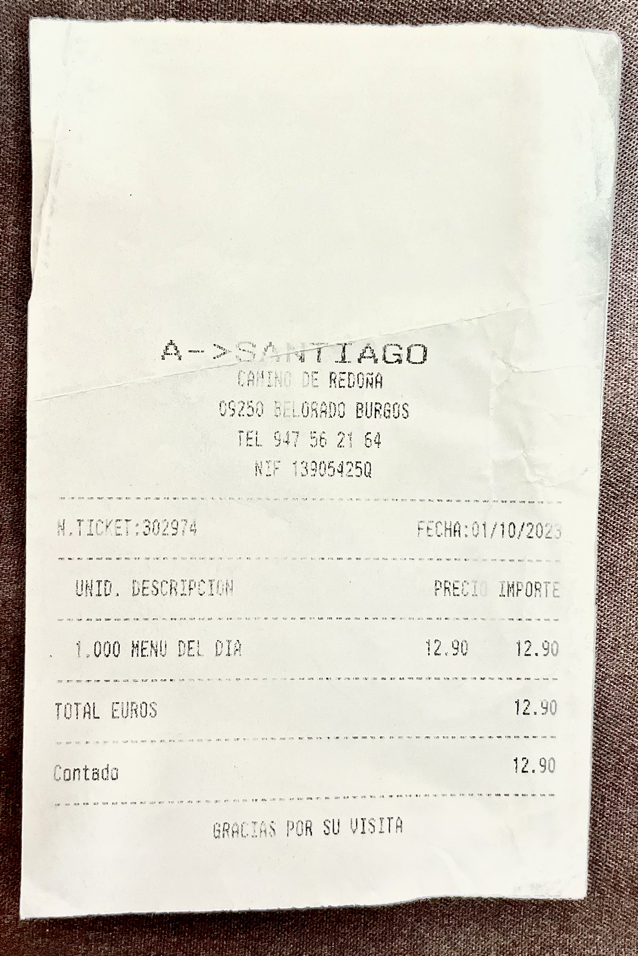 A->SANTIAGO
CAMINO DE REDOÑA
09250 BELORADO BURGOS
TEL 947 56 21 64
NIF 13905425Q
N.TICKET:302974 FECHA:01/10/2023
UNID. DESCRIPCION PRECIO IMPORTE
1.000 MENU DEL DIA 12.90 12.90
TOTAL EUROS 12.90
Contado 12.90
GRACIAS POR SU VISITA